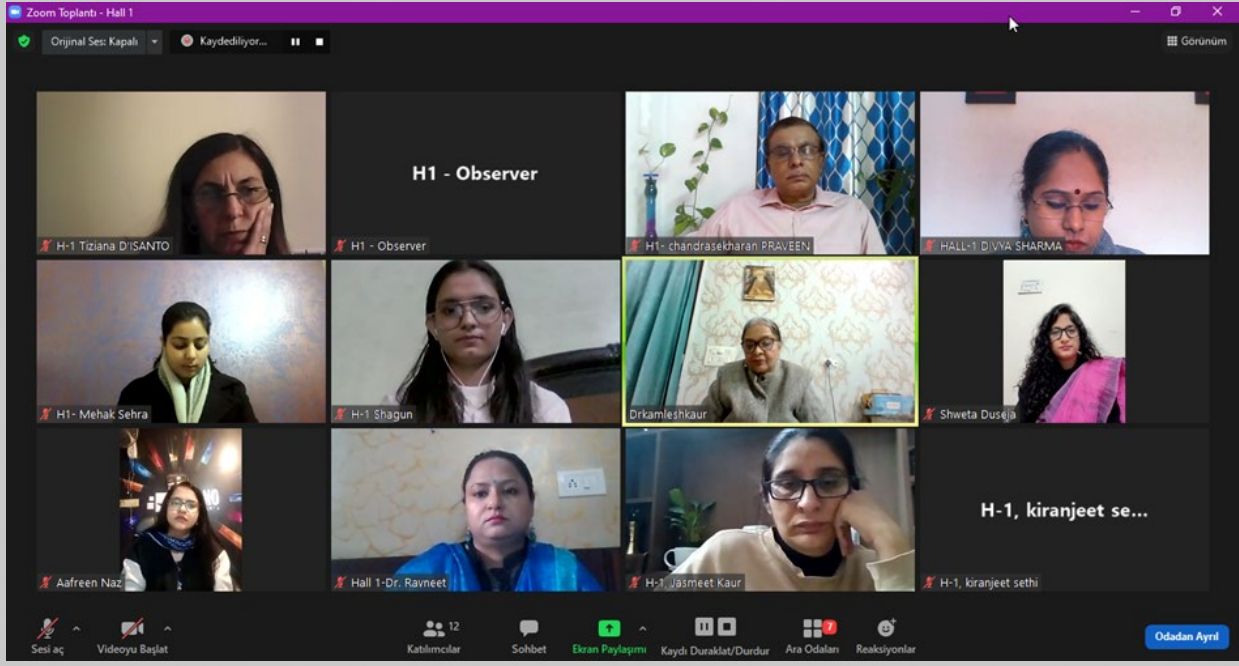 Zoom Toplantı - Hall 1
Orijinal Ses: Kapalı
Kaydediliyor...
Görünüm
H-1 Tiziana D'ISANTO
H1 - Observer
H1 - Observer
H1- chandrasekharan PRAVEEN
HALL-1 DIVYA SHARMA
H1- Mehak Sehra
H-1 Shagun
Drkamleshkaur
Shweta Duseja
Aafreen Naz
Hall 1-Dr. Ravneet
H-1, Jasmeet Kaur
H-1, kiranjeet se...
H-1, kiranjeet sethi
Sesi aç
Videoyu Başlat
12
Katılımcılar
Sohbet
Ekran Paylaşımı
Kaydı Duraklat/Durdur
7
Ara Odaları
Reaksiyonlar
Odadan Ayrıl